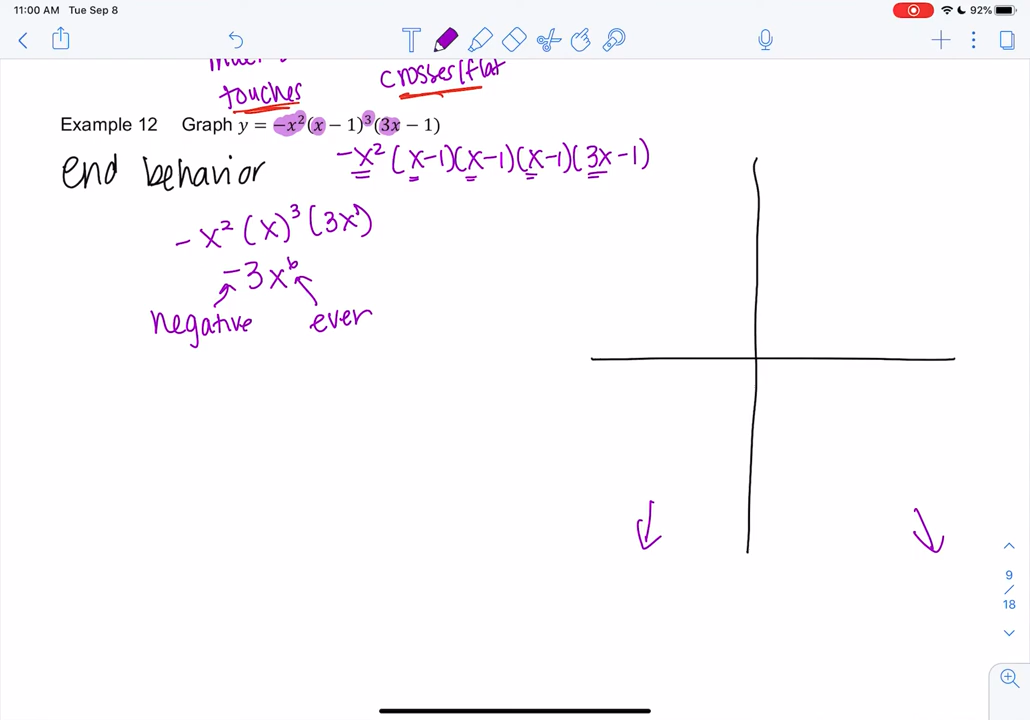 11:00 AM Tue Sep 8 92%
touches crosses/flat
Example 12 Graph y = −x²(x − 1)³(3x − 1)
end behavior −x²(x−1)(x−1)(x−1)(3x−1)
−x²(x)³(3x¹)
−3x⁶
negative even
9
/
18